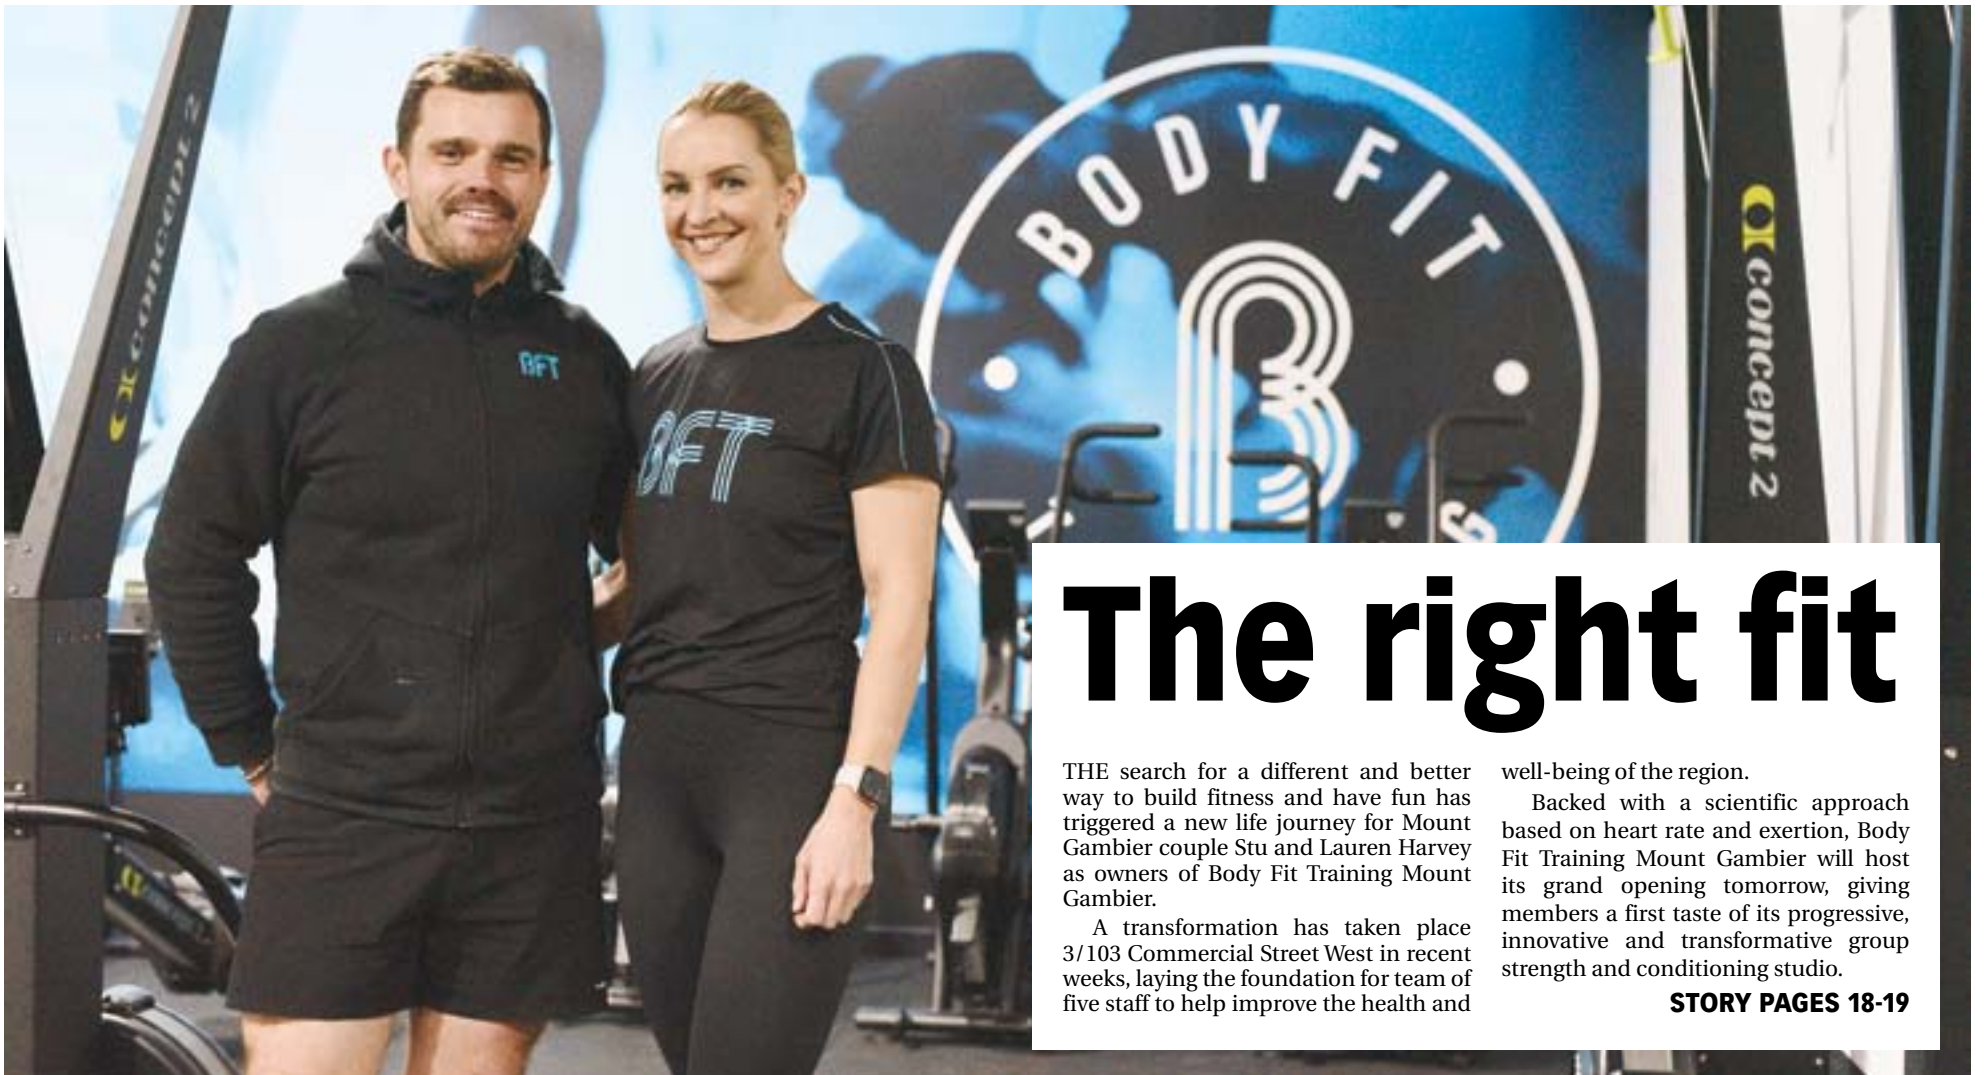 concept 2
BFT
BFT
BODY FIT
B
concept 2
The right fit
THE search for a different and better
way to build fitness and have fun has
triggered a new life journey for Mount
Gambier couple Stu and Lauren Harvey
as owners of Body Fit Training Mount
Gambier.
A transformation has taken place
3/103 Commercial Street West in recent
weeks, laying the foundation for team of
five staff to help improve the health and
well-being of the region.
Backed with a scientific approach
based on heart rate and exertion, Body
Fit Training Mount Gambier will host
its grand opening tomorrow, giving
members a first taste of its progressive,
innovative and transformative group
strength and conditioning studio.
STORY PAGES 18-19